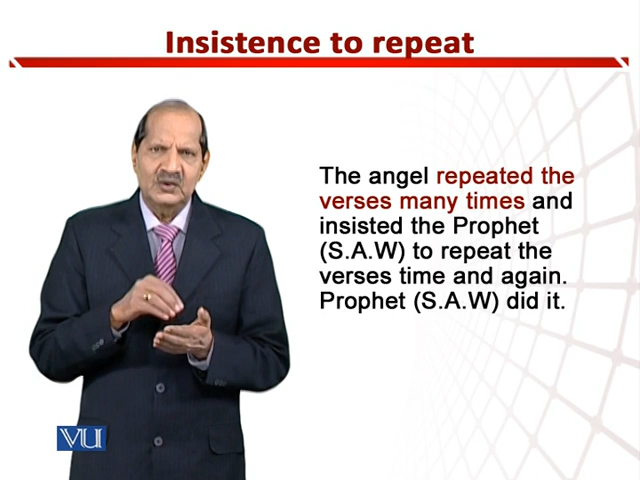 Insistence to repeat
The angel repeated the
verses many times and
insisted the Prophet
(S.A.W) to repeat the
verses time and again.
Prophet (S.A.W) did it.
VU